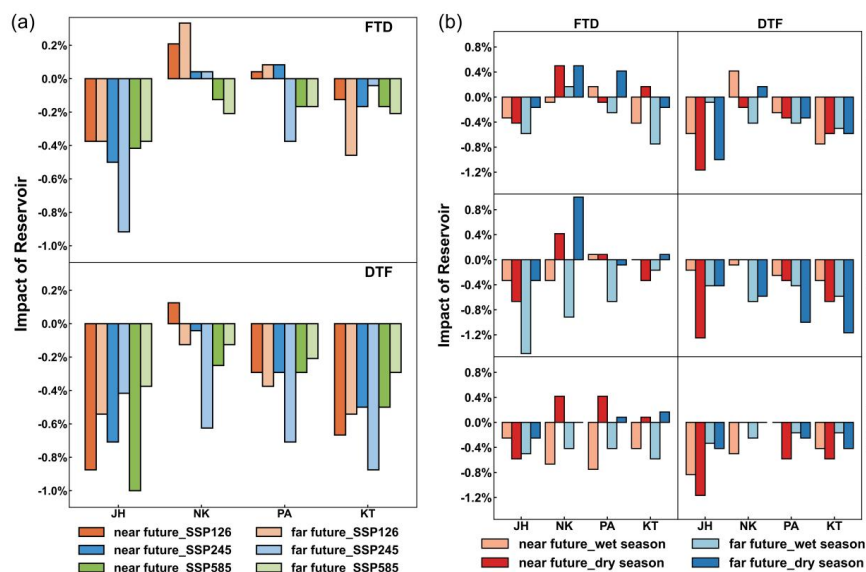 (a)
FTD
0.2%
0.0%
-0.2%
-0.4%
-0.6%
-0.8%
-1.0%
DTF
0.2%
0.0%
-0.2%
-0.4%
-0.6%
-0.8%
-1.0%
Impact of Reservoir
JH NK PA KT
near future_SSP126 far future_SSP126
near future_SSP245 far future_SSP245
near future_SSP585 far future_SSP585
(b)
FTD DTF
0.8%
0.4%
0.0%
-0.4%
-0.8%
-1.2%
0.8%
0.4%
0.0%
-0.4%
-0.8%
-1.2%
0.8%
0.4%
0.0%
-0.4%
-0.8%
-1.2%
Impact of Reservoir
JH NK PA KT JH NK PA KT
near future_wet season far future_wet season
near future_dry season far future_dry season